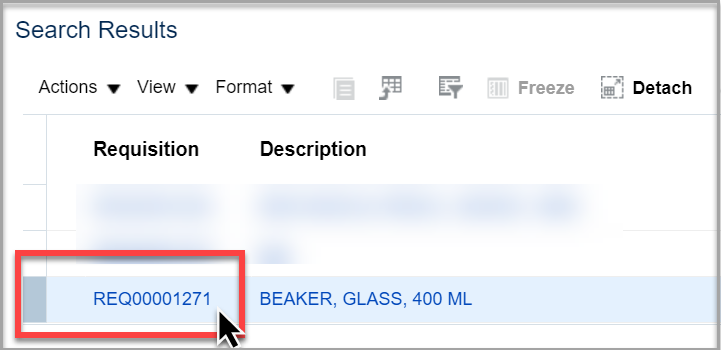 Search Results
Actions View Format Freeze Detach
Requisition Description
REQ00001271 BEAKER, GLASS, 400 ML